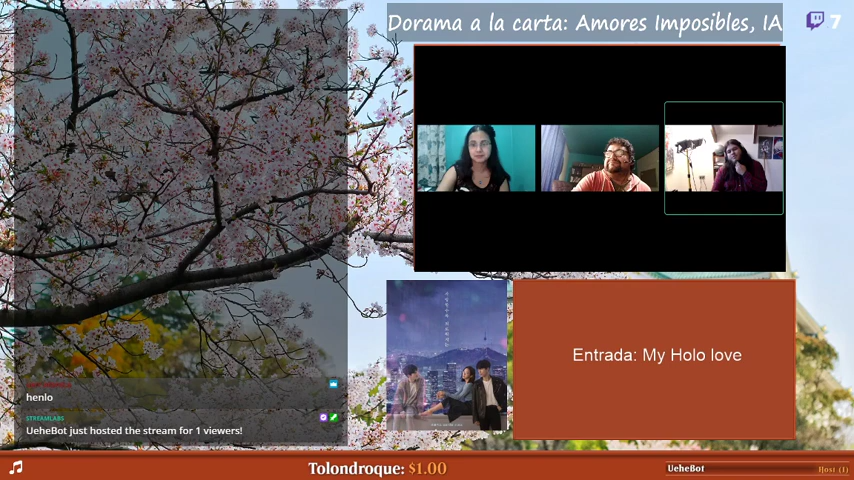 Dorama a la carta: Amores Imposibles, IA
7
henlo
STREAMLABS
UeheBot just hosted the stream for 1 viewers!
Entrada: My Holo love
Tolondroque: $1.00
UeheBot
Host (1)